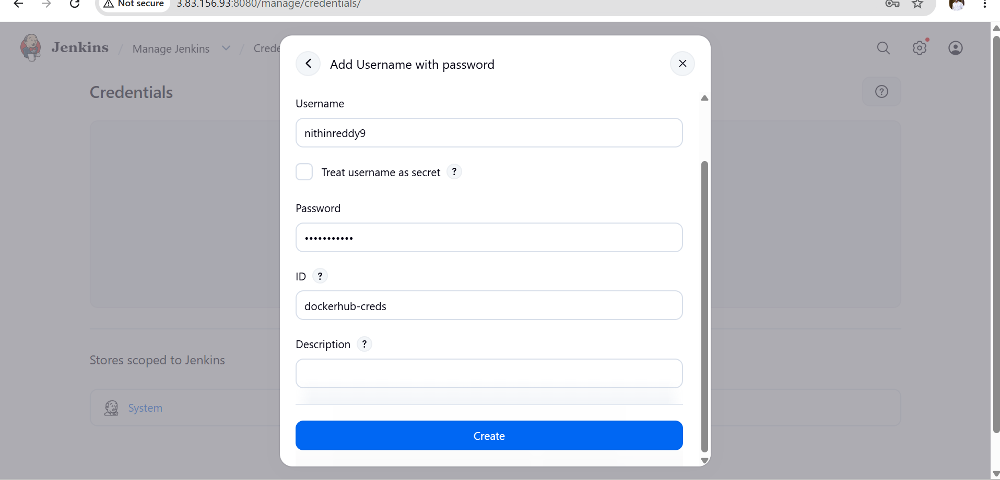 Not secure 3.83.156.93:8080/manage/credentials/
Jenkins / Manage Jenkins / Crede
Add Username with password
Credentials
?
Username
nithinreddy9
Treat username as secret ?
Password
•••••••••••
ID ?
dockerhub-creds
Description ?
Stores scoped to Jenkins
System
Create